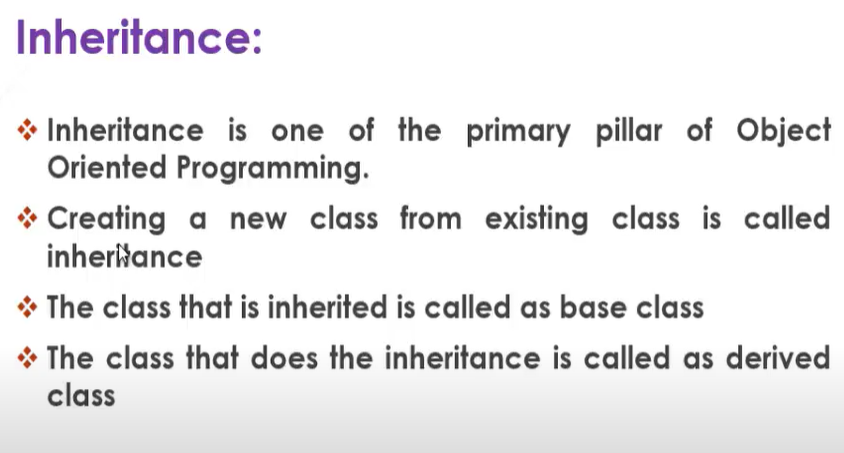 Inheritance:
Inheritance is one of the primary pillar of Object
Oriented Programming.
Creating a new class from existing class is called
inheritance
The class that is inherited is called as base class
The class that does the inheritance is called as derived
class